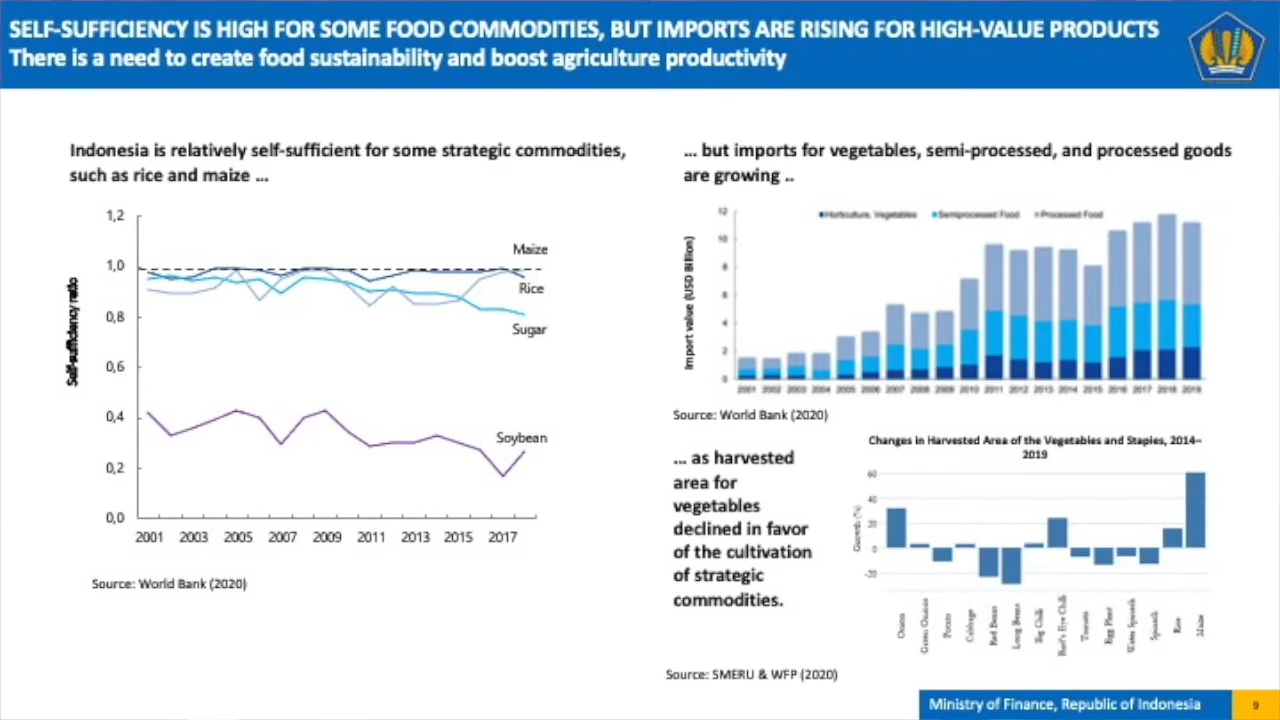 SELF-SUFFICIENCY IS HIGH FOR SOME FOOD COMMODITIES, BUT IMPORTS ARE RISING FOR HIGH-VALUE PRODUCTS
There is a need to create food sustainability and boost agriculture productivity
Indonesia is relatively self-sufficient for some strategic commodities,
such as rice and maize ...
1,2
1,0
0,8
0,6
0,4
0,2
0,0
Self-sufficiency ratio
Maize
Rice
Sugar
Soybean
2001 2003 2005 2007 2009 2011 2013 2015 2017
Source: World Bank (2020)
... but imports for vegetables, semi-processed, and processed goods
are growing ..
Horticulture, Vegetables Semiprocessed Food Processed Food
Import value (USD Billion)
12
10
8
6
4
2
0
2001 2002 2003 2004 2005 2006 2007 2008 2009 2010 2011 2012 2013 2014 2015 2016 2017 2018 2019
Source: World Bank (2020)
... as harvested
area for
vegetables
declined in favor
of the cultivation
of strategic
commodities.
Changes in Harvested Area of the Vegetables and Staples, 2014–
2019
Growth (%)
60
40
20
0
-20
Potato
Cabbage
Red Beans
Long Beans
Big Chili
Bird's Eye Chili
Tomato
Egg Plant
Spinach
Rice
Maize
Source: SMERU & WFP (2020)
Ministry of Finance, Republic of Indonesia
9